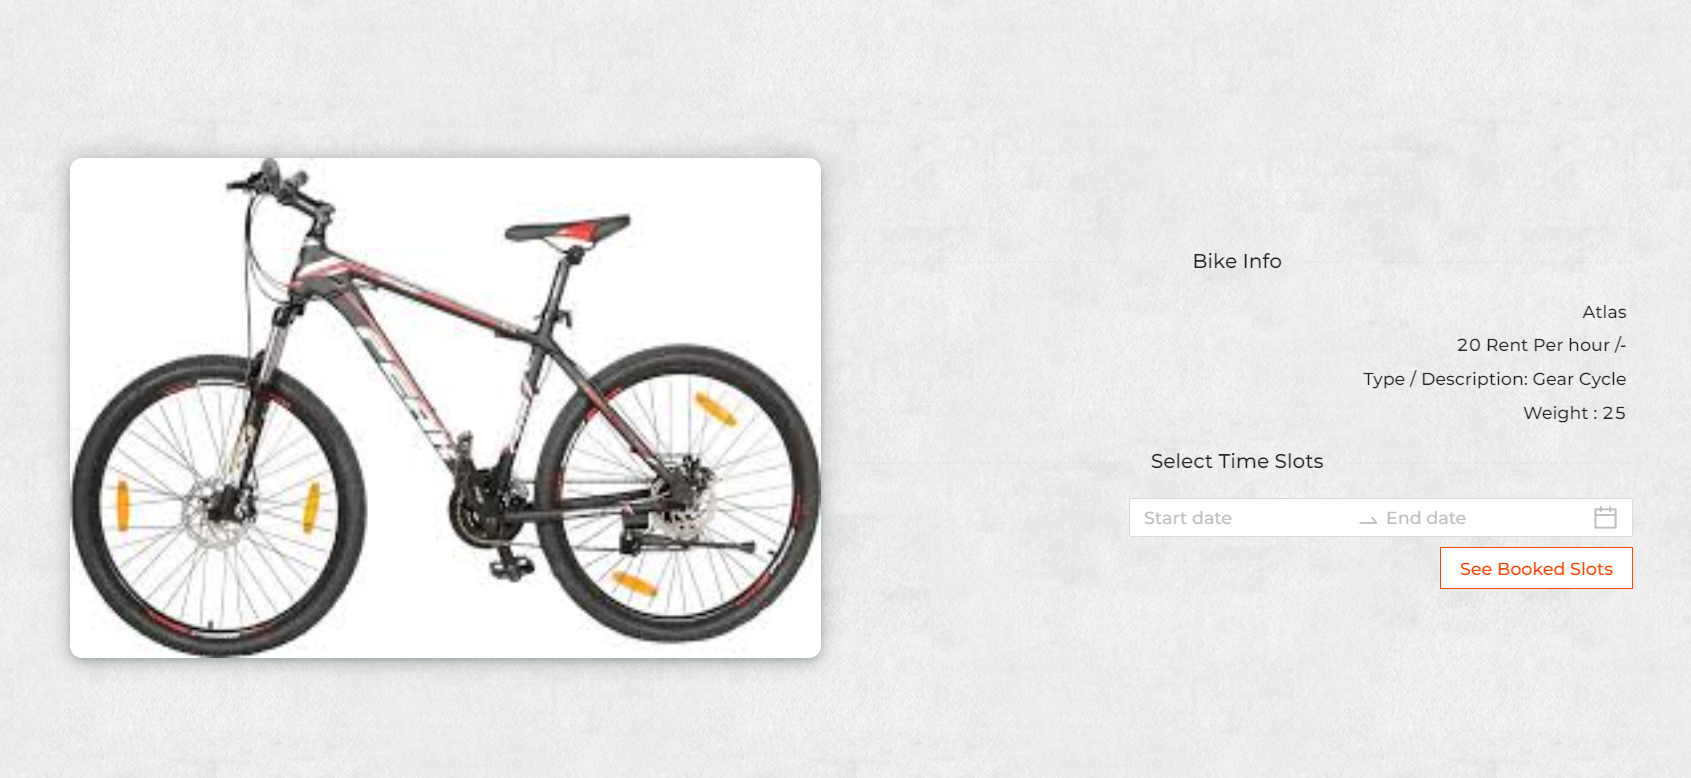 Bike Info
Atlas
20 Rent Per hour /-
Type / Description: Gear Cycle
Weight : 25
Select Time Slots
Start date
End date
See Booked Slots